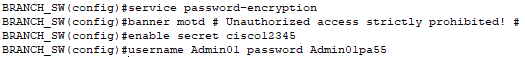 BRANCH_SW(config)#service password-encryption
BRANCH_SW(config)#banner motd # Unauthorized access strictly prohibited! #
BRANCH_SW(config)#enable secret cisco12345
BRANCH_SW(config)#username Admin01 password Admin01pa55